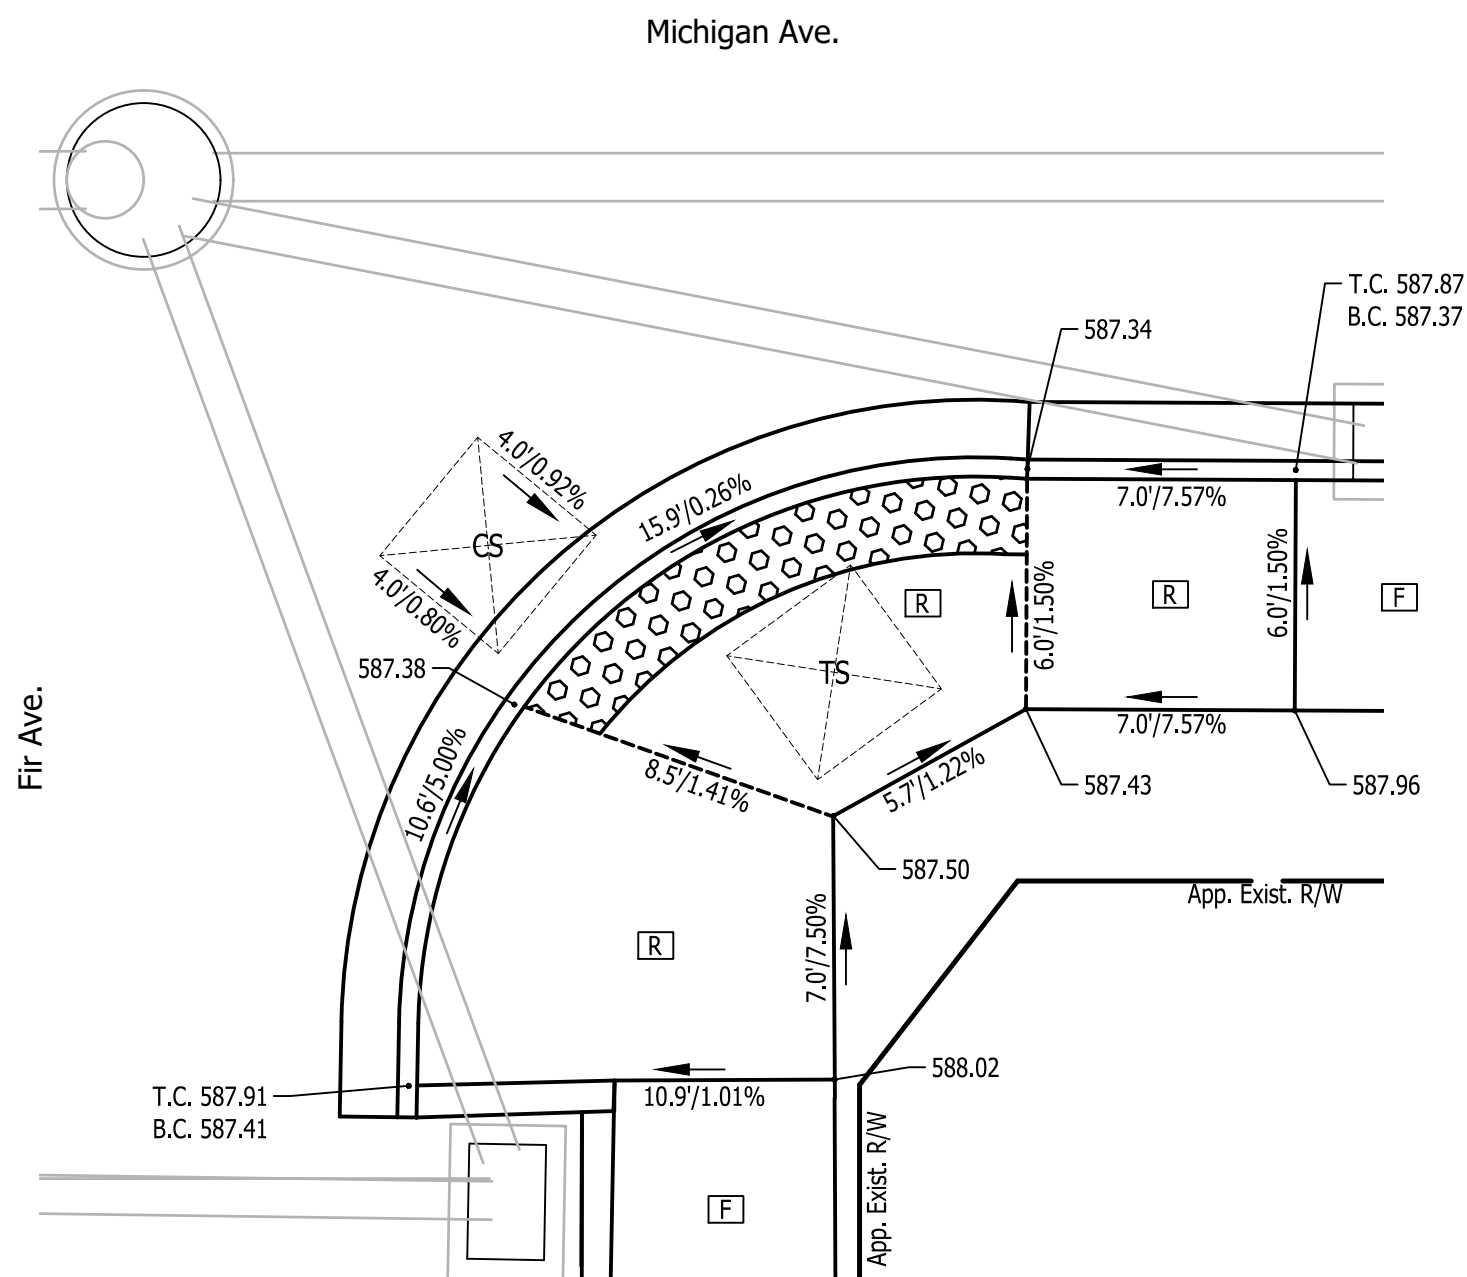 Michigan Ave.
T.C. 587.87
B.C. 587.37
587.34
4.0'/0.92%
15.9'/0.26%
7.0'/7.57%
CS
4.0'/0.80%
6.0'/1.50%
6.0'/1.50%
R
R
F
587.38
TS
Fir Ave.
7.0'/7.57%
10.6'/5.00%
8.5'/1.41%
5.7'/1.22%
587.43
587.96
587.50
App. Exist. R/W
7.0'/7.50%
R
588.02
T.C. 587.91
B.C. 587.41
10.9'/1.01%
App. Exist. R/W
F